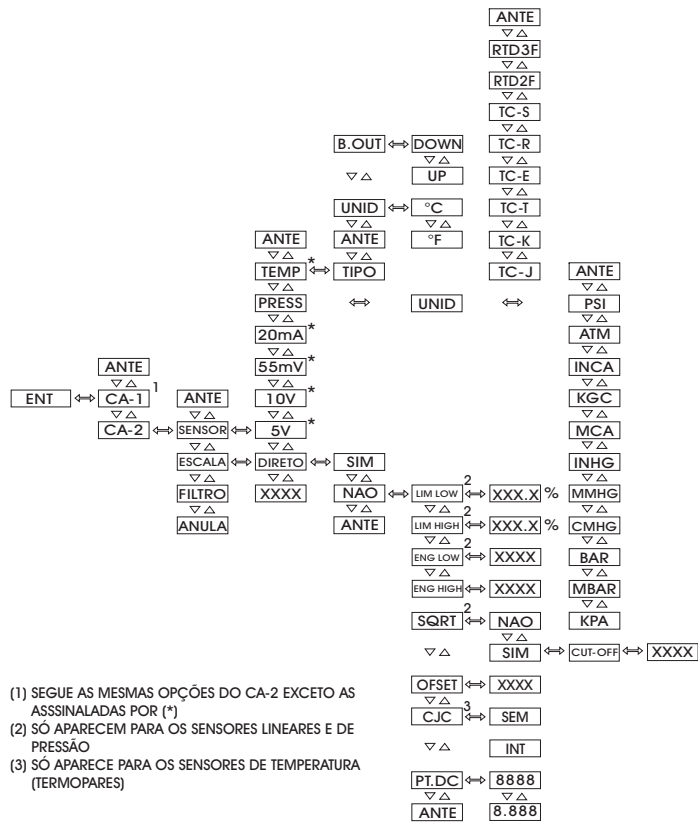 ANTE
RTD3F
RTD2F
TC-S
B.OUT DOWN TC-R
UP TC-E
UNID °C TC-T
ANTE ANTE °F TC-K
TEMP * TIPO TC-J ANTE
PRESS UNID PSI
20mA * ATM
ANTE 55mV * INCA
ENT CA-1 1 ANTE 10V * KGC
CA-2 SENSOR 5V * MCA
ESCALA DIRETO SIM INHG
FILTRO XXXX NAO LIM LOW 2 XXX.X % MMHG
ANULA ANTE LIM HIGH 2 XXX.X % CMHG
ENG LOW 2 XXXX BAR
ENG HIGH XXXX MBAR
SQRT 2 NAO KPA
SIM CUT-OFF XXXX
OFSET XXXX
CJC 3 SEM
INT
PT.DC 8888
ANTE 8.888
(1) SEGUE AS MESMAS OPÇÕES DO CA-2 EXCETO AS
ASSSINALADAS POR (*)
(2) SÓ APARECEM PARA OS SENSORES LINEARES E DE
PRESSÃO
(3) SÓ APARECE PARA OS SENSORES DE TEMPERATURA
(TERMOPARES)